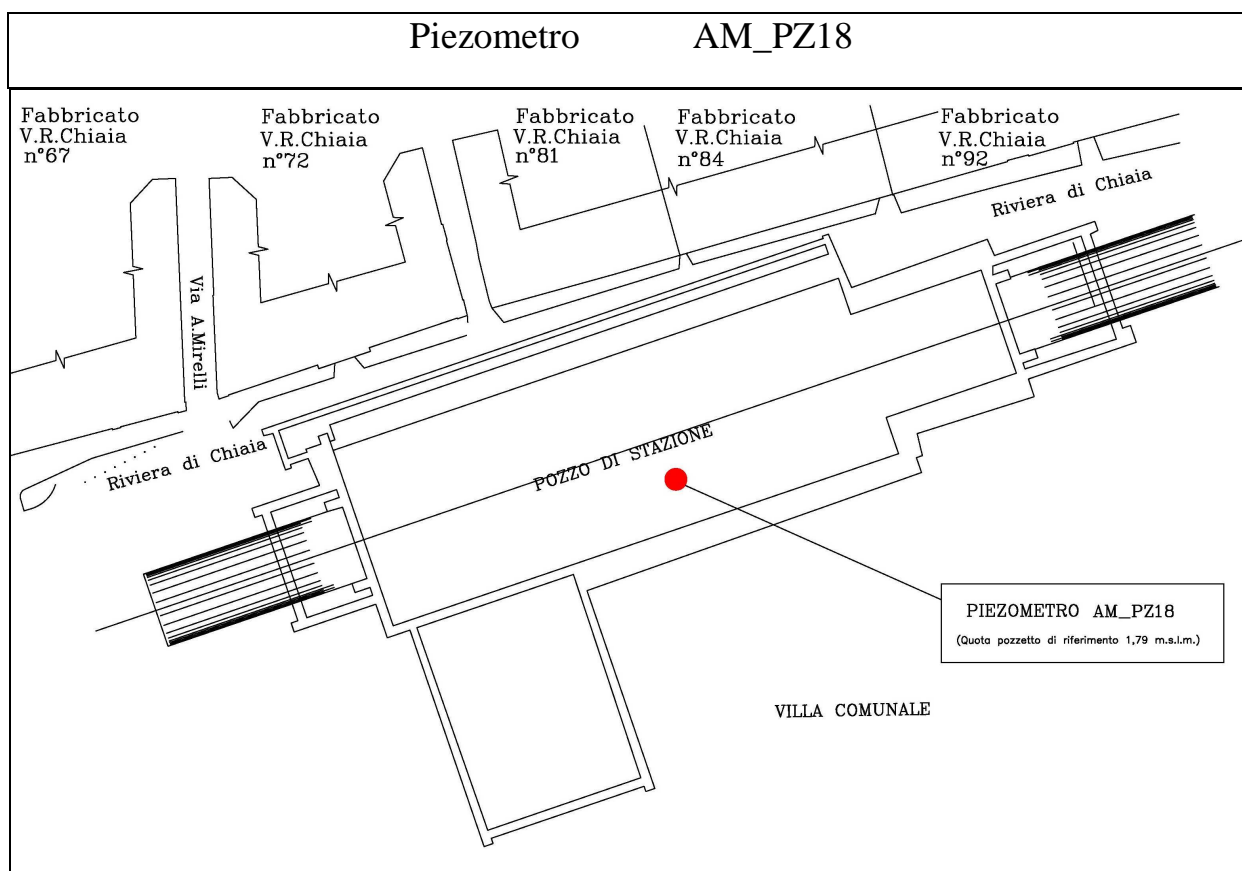 Piezometro AM_PZ18
Fabbricato
V.R.Chiaia
n°67
Fabbricato
V.R.Chiaia
n°72
Fabbricato
V.R.Chiaia
n°81
Fabbricato
V.R.Chiaia
n°84
Fabbricato
V.R.Chiaia
n°92
Riviera di Chiaia
Via A.Mirelli
Riviera di Chiaia
POZZO DI STAZIONE
PIEZOMETRO AM_PZ18
(Quota pozzetto di riferimento 1,79 m.s.l.m.)
VILLA COMUNALE